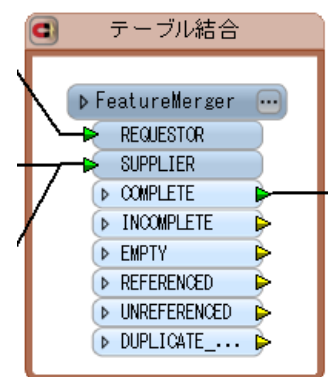 テーブル結合
FeatureMerger ...
REQUESTOR
SUPPLIER
COMPLETE
INCOMPLETE
EMPTY
REFERENCED
UNREFERENCED
DUPLICATE_...